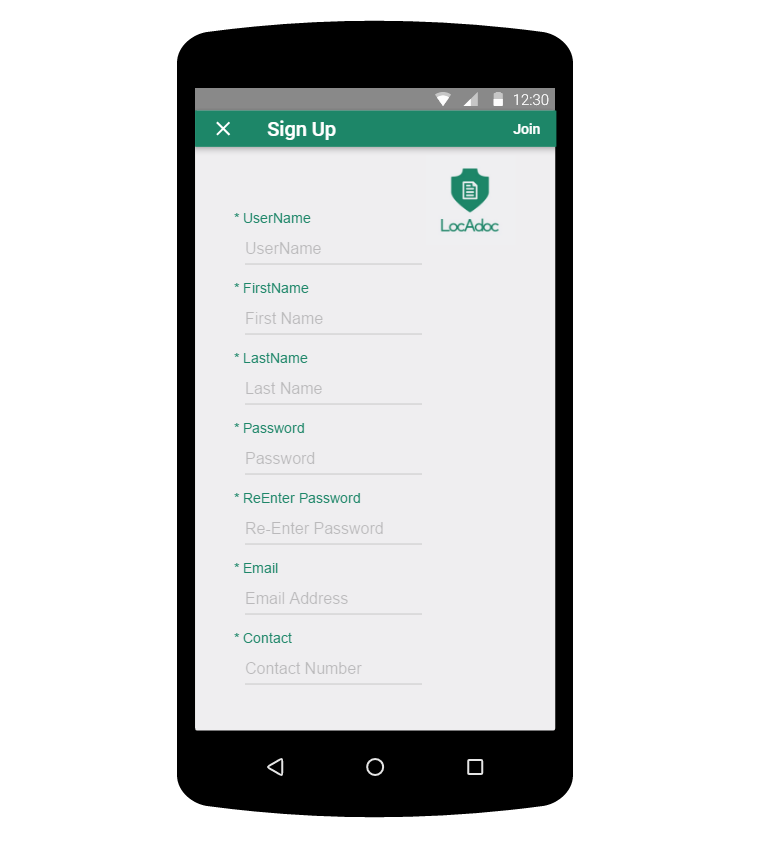 12:30
Sign Up
Join
LocAdoc
* UserName
UserName
* FirstName
First Name
* LastName
Last Name
* Password
Password
* ReEnter Password
Re-Enter Password
* Email
Email Address
* Contact
Contact Number